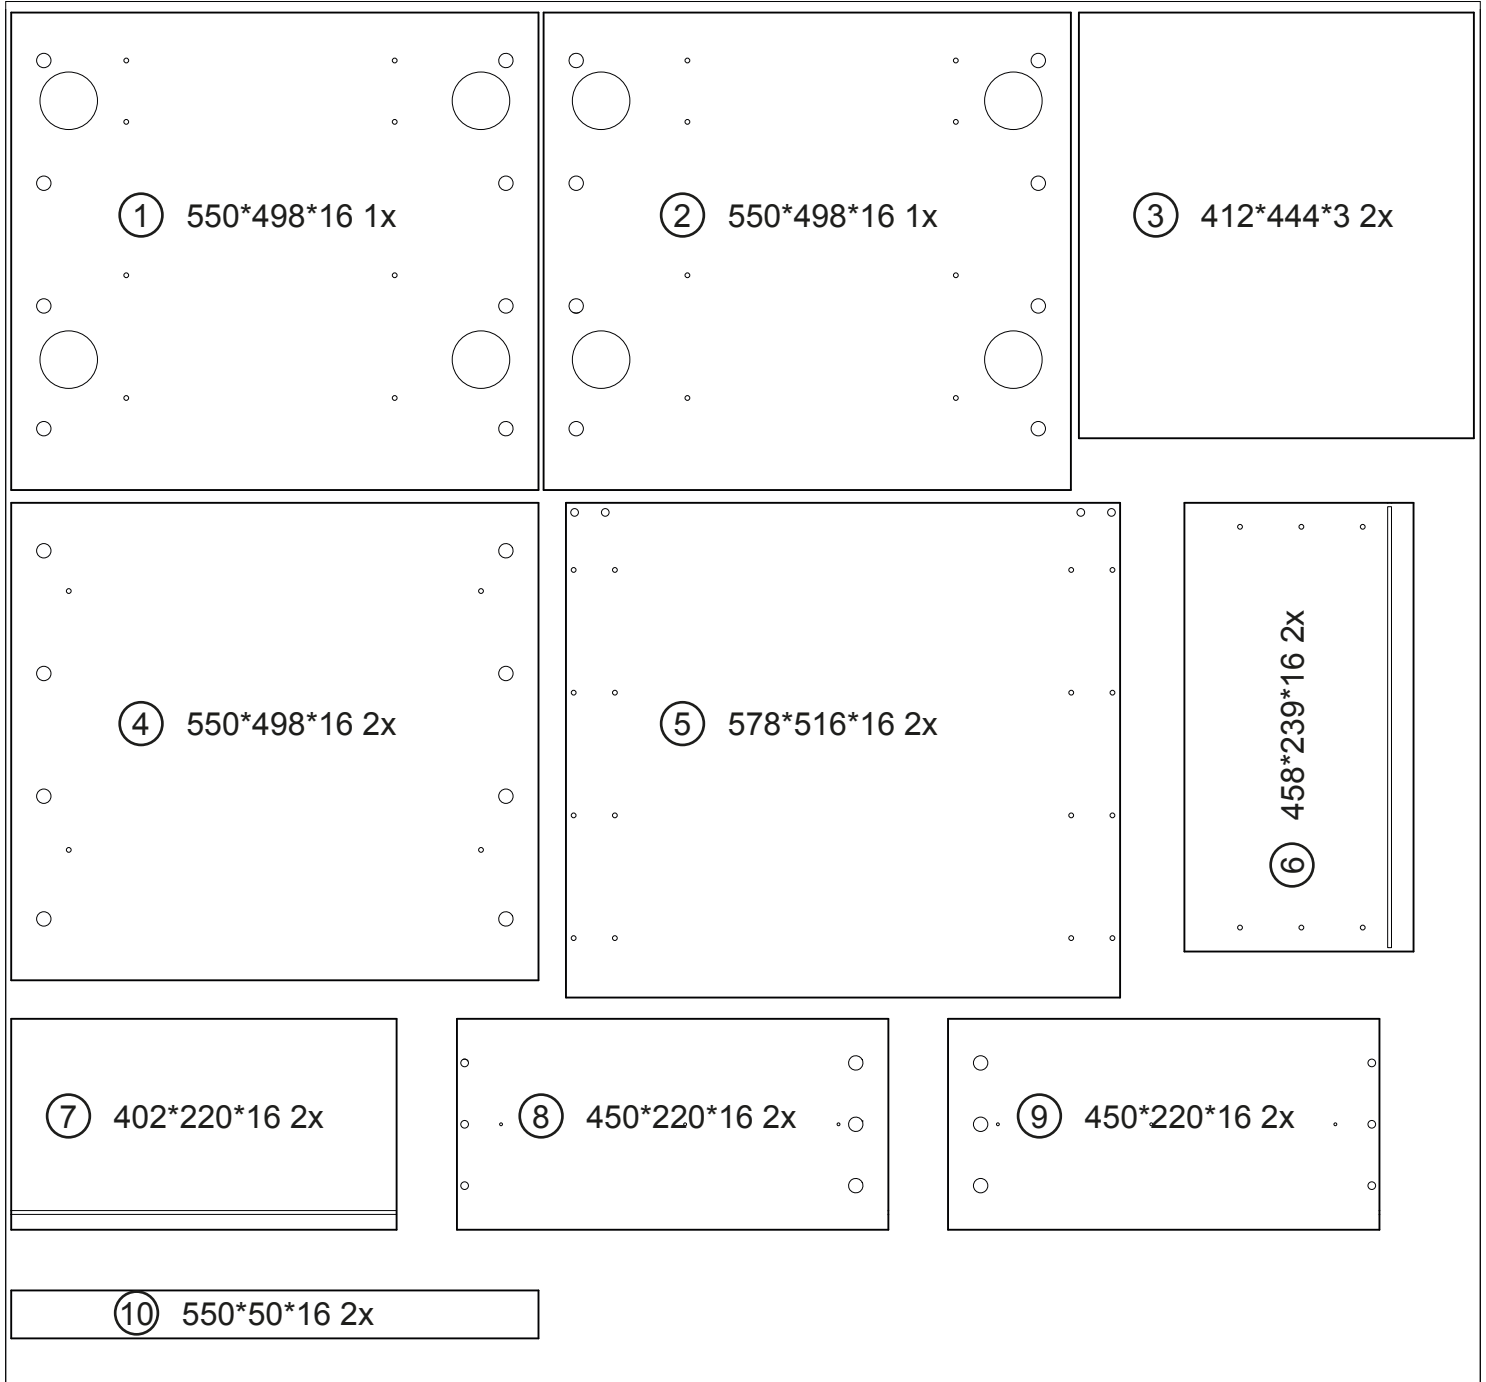 1 550*498*16 1x
2 550*498*16 1x
3 412*444*3 2x
4 550*498*16 2x
5 578*516*16 2x
6 458*239*16 2x
7 402*220*16 2x
8 450*220*16 2x
9 450*220*16 2x
10 550*50*16 2x